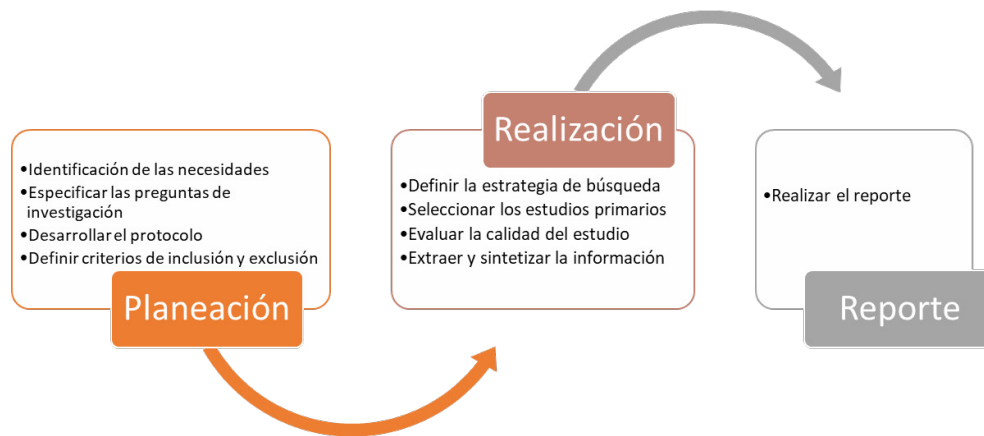 •Identificación de las necesidades
•Especificar las preguntas de
investigación
•Desarrollar el protocolo
•Definir criterios de inclusión y exclusión
Planeación
Realización
•Definir la estrategia de búsqueda
•Seleccionar los estudios primarios
•Evaluar la calidad del estudio
•Extraer y sintetizar la información
•Realizar el reporte
Reporte